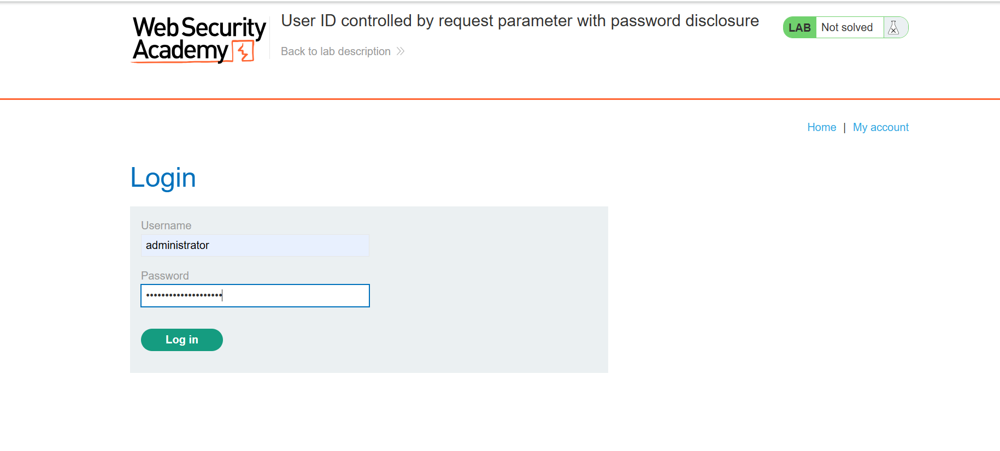 Web Security
Academy
User ID controlled by request parameter with password disclosure
Back to lab description
LAB Not solved
Home | My account
Login
Username
administrator
Password
••••••••••••••••••••
Log in